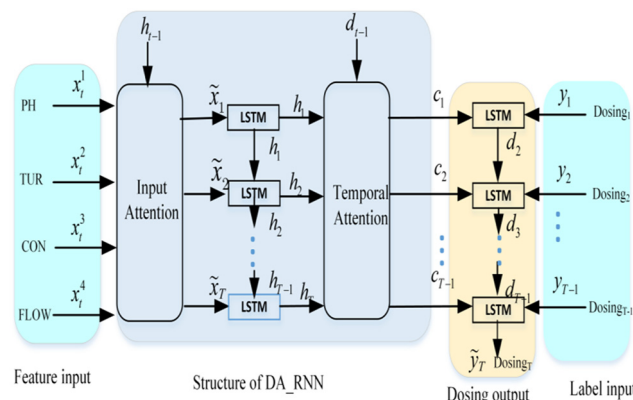 h_{t-1}
d_{t-1}
PH x_t^1
x̃_1 LSTM h_1
c_1 LSTM y_1 Dosing_1
h_1
d_2
TUR x_t^2
Input
Attention
x̃_2 LSTM h_2
Temporal
Attention
c_2 LSTM y_2 Dosing_2
h_2
d_3
CON x_t^3
h_{T-1}
FLOW x_t^4
x̃_T LSTM
c_{T-1} LSTM y_{T-1} Dosing_{T-1}
ỹ_T Dosing_T
Feature input
Structure of DA_RNN
Dosing output
Label input